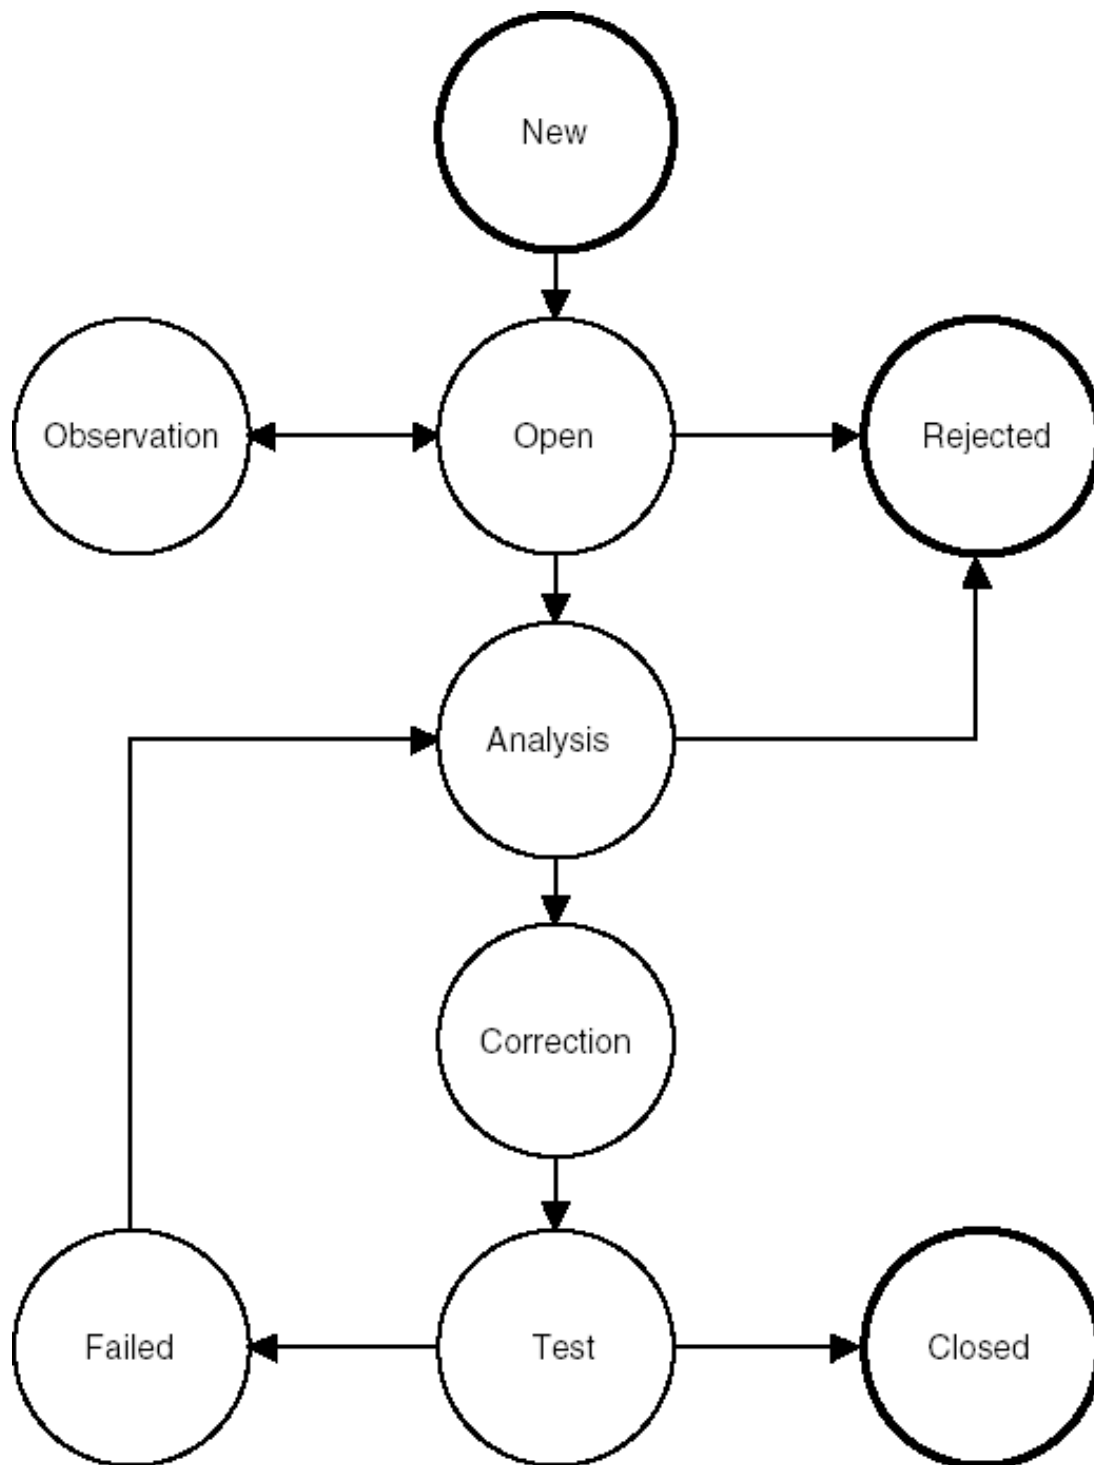 New
Observation
Open
Rejected
Analysis
Correction
Failed
Test
Closed